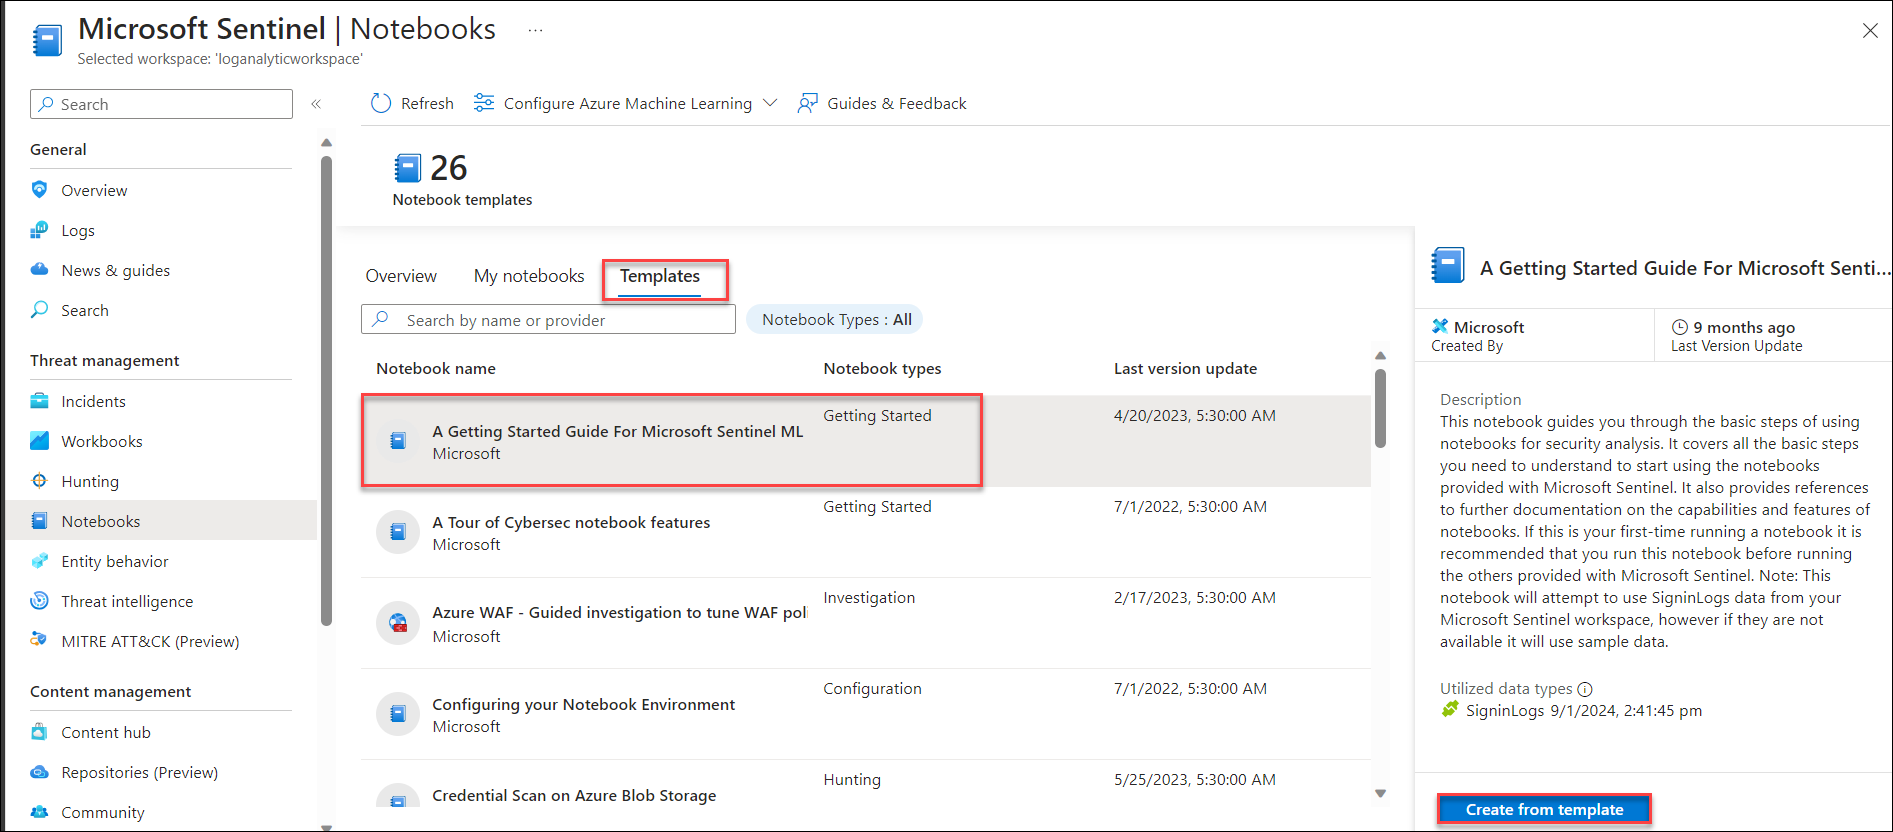 Microsoft Sentinel | Notebooks ...
Selected workspace: 'loganalyticworkspace'
Search
«
General
Overview
Logs
News & guides
Search
Threat management
Incidents
Workbooks
Hunting
Notebooks
Entity behavior
Threat intelligence
MITRE ATT&CK (Preview)
Content management
Content hub
Repositories (Preview)
Community
Refresh
Configure Azure Machine Learning
Guides & Feedback
26
Notebook templates
Overview
My notebooks
Templates
Search by name or provider
Notebook Types : All
Notebook name
Notebook types
Last version update
A Getting Started Guide For Microsoft Sentinel ML
Microsoft
Getting Started
4/20/2023, 5:30:00 AM
A Tour of Cybersec notebook features
Microsoft
Getting Started
7/1/2022, 5:30:00 AM
Azure WAF - Guided investigation to tune WAF poli
Microsoft
Investigation
2/17/2023, 5:30:00 AM
Configuring your Notebook Environment
Microsoft
Configuration
7/1/2022, 5:30:00 AM
Credential Scan on Azure Blob Storage
Hunting
5/25/2023, 5:30:00 AM
A Getting Started Guide For Microsoft Senti...
Microsoft
Created By
9 months ago
Last Version Update
Description
This notebook guides you through the basic steps of using
notebooks for security analysis. It covers all the basic steps
you need to understand to start using the notebooks
provided with Microsoft Sentinel. It also provides references
to further documentation on the capabilities and features of
notebooks. If this is your first-time running a notebook it is
recommended that you run this notebook before running
the others provided with Microsoft Sentinel. Note: This
notebook will attempt to use SigninLogs data from your
Microsoft Sentinel workspace, however if they are not
available it will use sample data.
Utilized data types
SigninLogs 9/1/2024, 2:41:45 pm
Create from template